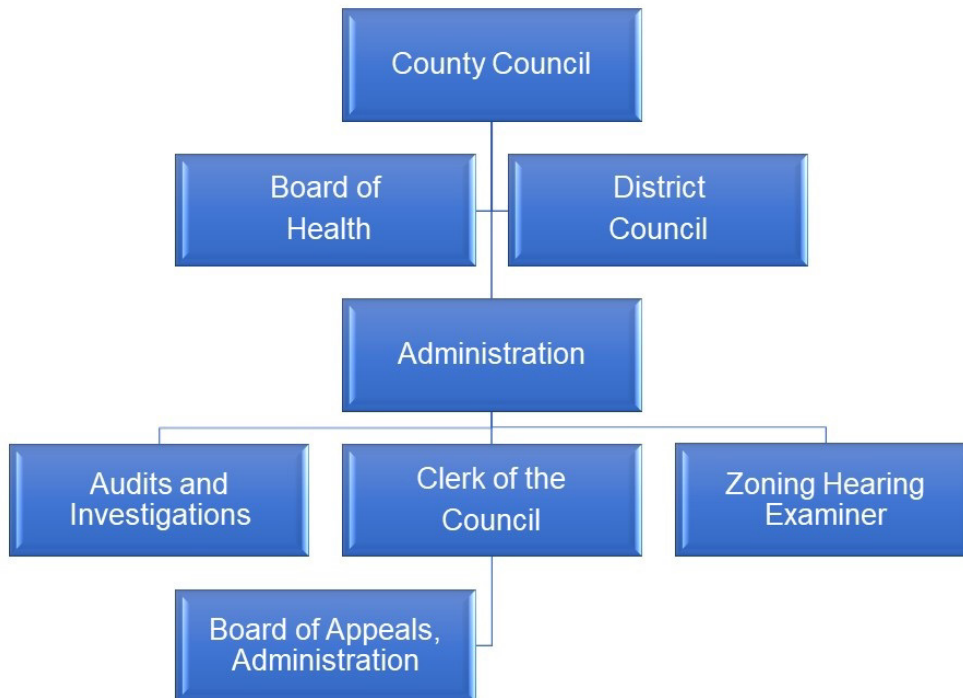 County Council
Board of
Health
District
Council
Administration
Audits and
Investigations
Clerk of the
Council
Zoning Hearing
Examiner
Board of Appeals,
Administration